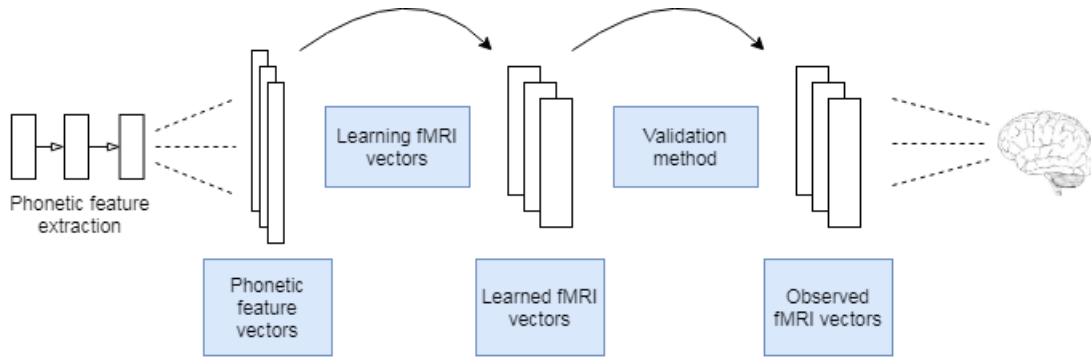 Phonetic feature
extraction
Learning fMRI
vectors
Validation
method
Phonetic
feature
vectors
Learned fMRI
vectors
Observed
fMRI vectors